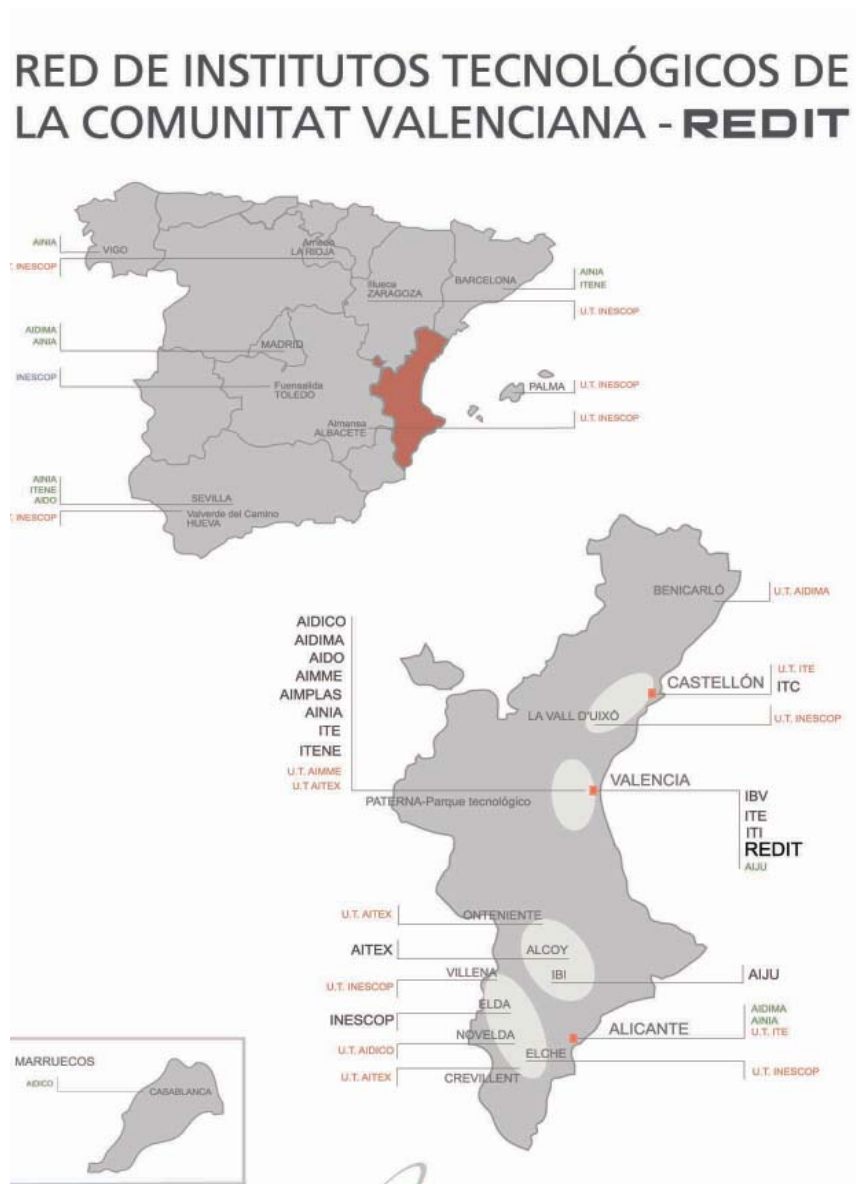 RED DE INSTITUTOS TECNOLÓGICOS DE
LA COMUNITAT VALENCIANA - REDIT
AINIA
VIGO
T. INESCOP
Arnedo
LA RIOJA
Illueca
ZARAGOZA
BARCELONA
AINIA
ITENE
U.T. INESCOP
AIDIMA
AINIA
MADRID
INESCOP
Fuensalida
TOLEDO
PALMA
U.T. INESCOP
Almansa
ALBACETE
U.T. INESCOP
AINIA
ITENE
AIDO
SEVILLA
T. INESCOP
Valverde del Camino
HUEVA
BENICARLÓ
U.T. AIDIMA
AIDICO
AIDIMA
AIDO
AIMME
AIMPLAS
AINIA
ITE
ITENE
U.T. AIMME
U.T AITEX
CASTELLÓN
U.T. ITE
ITC
LA VALL D'UIXÓ
U.T. INESCOP
VALENCIA
PATERNA-Parque tecnológico
IBV
ITE
ITI
REDIT
AIJU
U.T. AITEX
ONTENIENTE
AITEX
ALCOY
VILLENA
IBI
AIJU
U.T. INESCOP
ELDA
INESCOP
NOVELDA
ALICANTE
AIDIMA
AINIA
U.T. ITE
U.T. AIDICO
ELCHE
U.T. INESCOP
U.T. AITEX
CREVILLENT
MARRUECOS
AIDICO
CASABLANCA